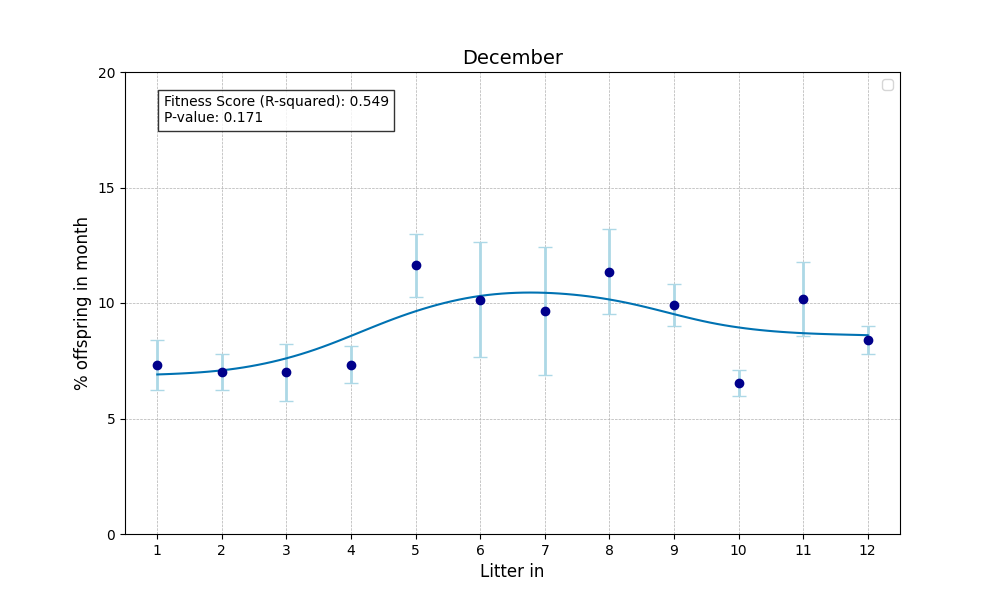 December
Fitness Score (R-squared): 0.549
P-value: 0.171
% offspring in month
20
15
10
5
0
1 2 3 4 5 6 7 8 9 10 11 12
Litter in